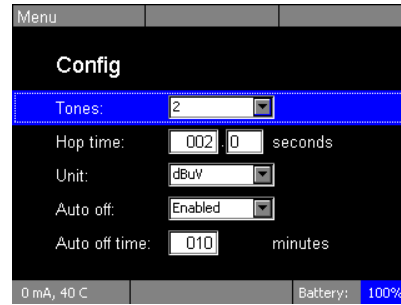 Menu
Config
Tones: 2
Hop time: 002.0 seconds
Unit: dBuV
Auto off: Enabled
Auto off time: 010 minutes
0 mA, 40 C Battery: 100%